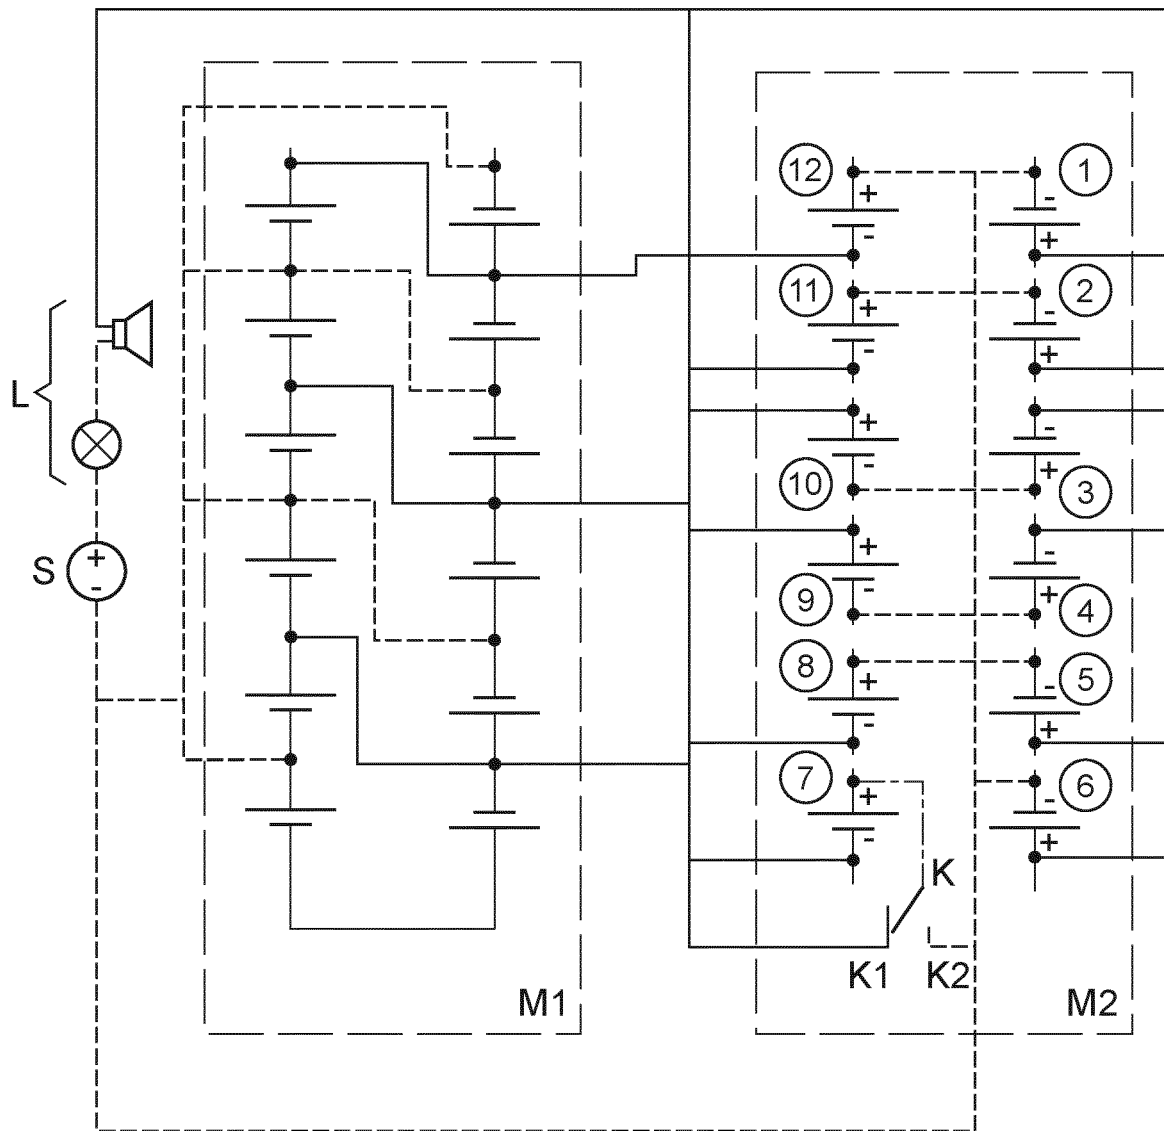 12 1
+ -
- +
11 2
+ -
- +
L
+ -
10 - + 3
S + -
+ -
9 - + 4
8 5
+ -
- +
7 6
+ -
- +
K
K1 K2
M1 M2